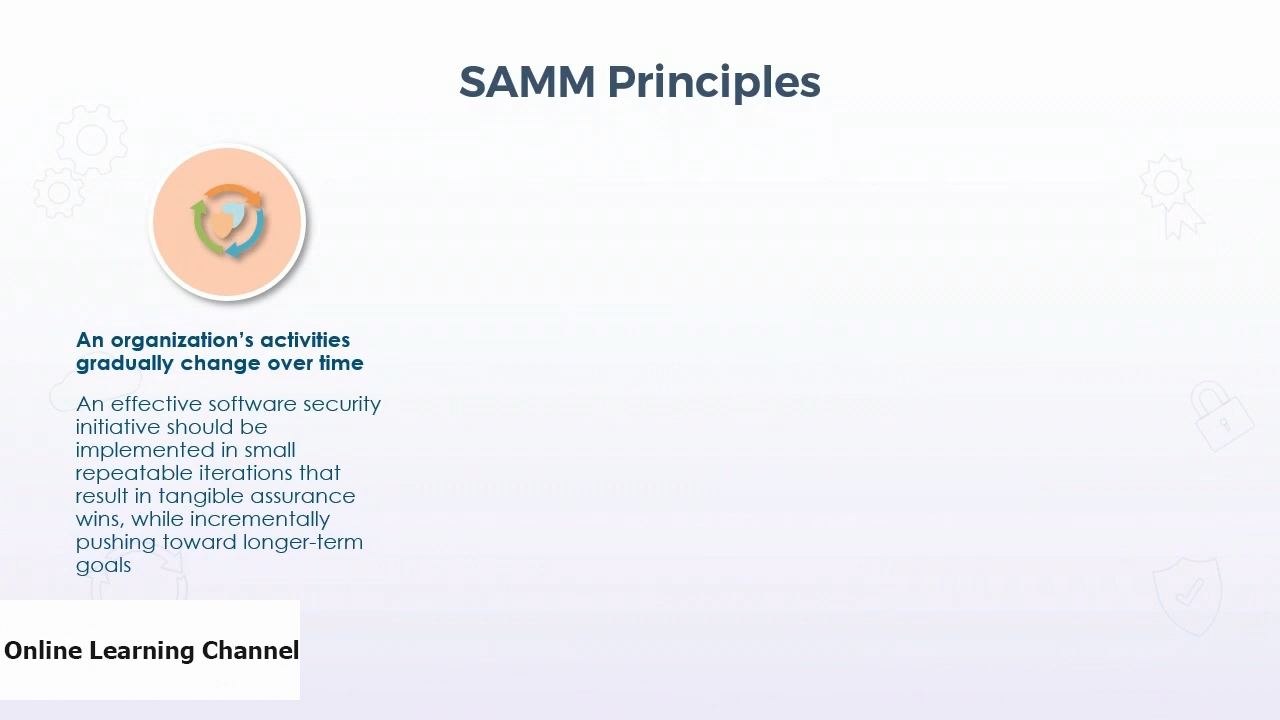 SAMM Principles
An organization’s activities
gradually change over time
An effective software security
initiative should be
implemented in small
repeatable iterations that
result in tangible assurance
wins, while incrementally
pushing toward longer-term
goals
Online Learning Channel